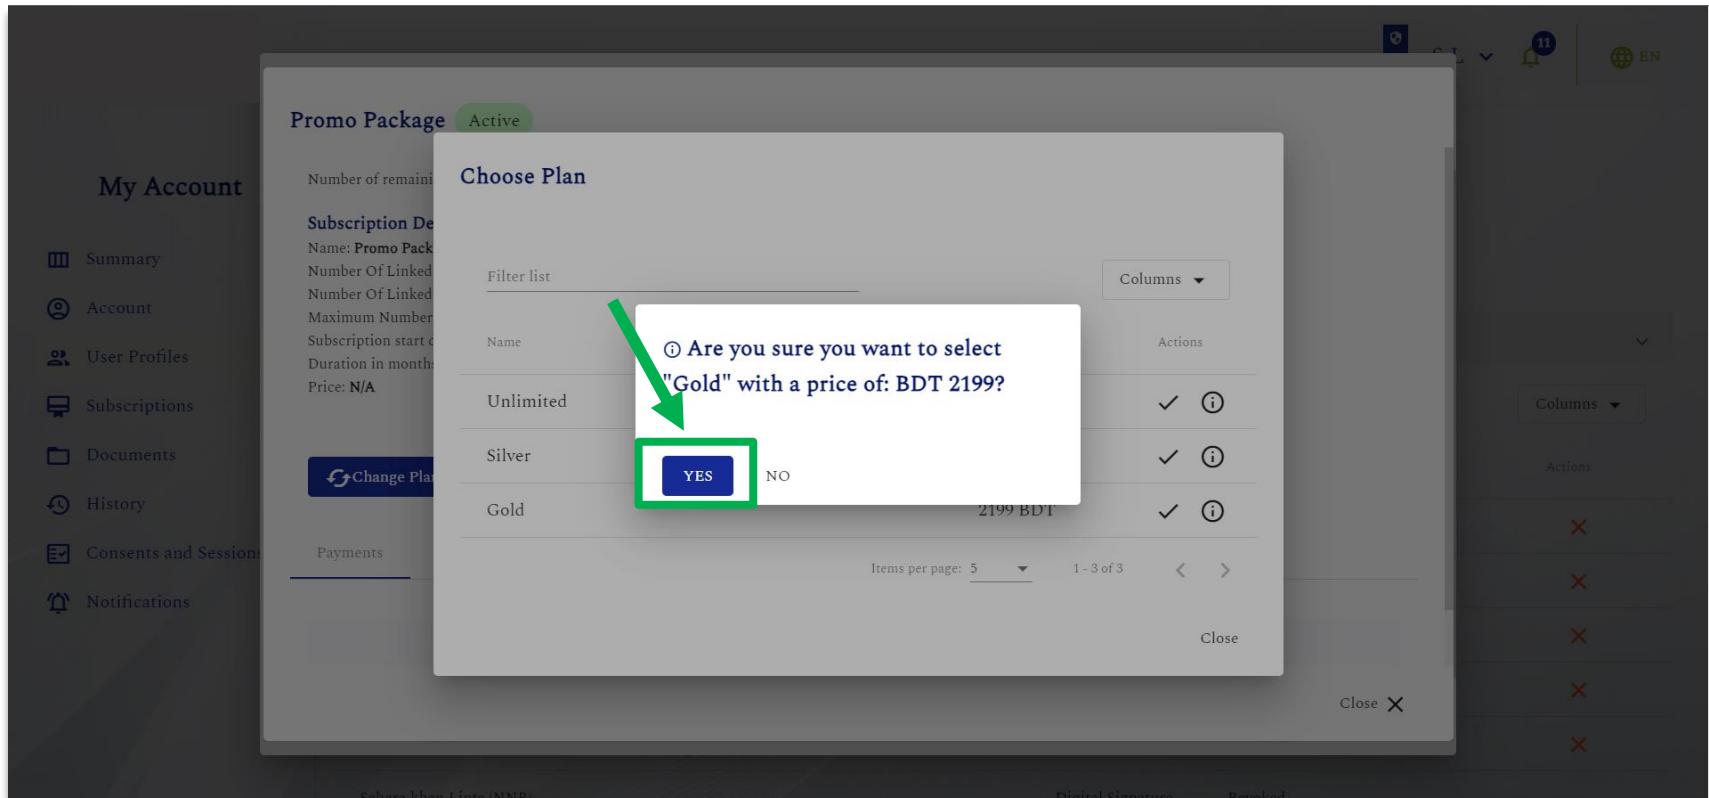 11
EN
Promo Package Active
My Account
Number of remaini
Choose Plan
Subscription De
Name: Promo Pack
Number Of Linked
Number Of Linked
Maximum Number
Subscription start d
Duration in month
Price: N/A
Summary
Account
User Profiles
Subscriptions
Documents
History
Consents and Session
Notifications
Filter list
Columns
Name
Actions
Are you sure you want to select
"Gold" with a price of: BDT 2199?
Unlimited
Silver
YES NO
Gold
2199 BDT
Change Pla
Payments
Items per page: 5
1 - 3 of 3
Close
Close
Columns
Actions
Digital Signature
Revoked